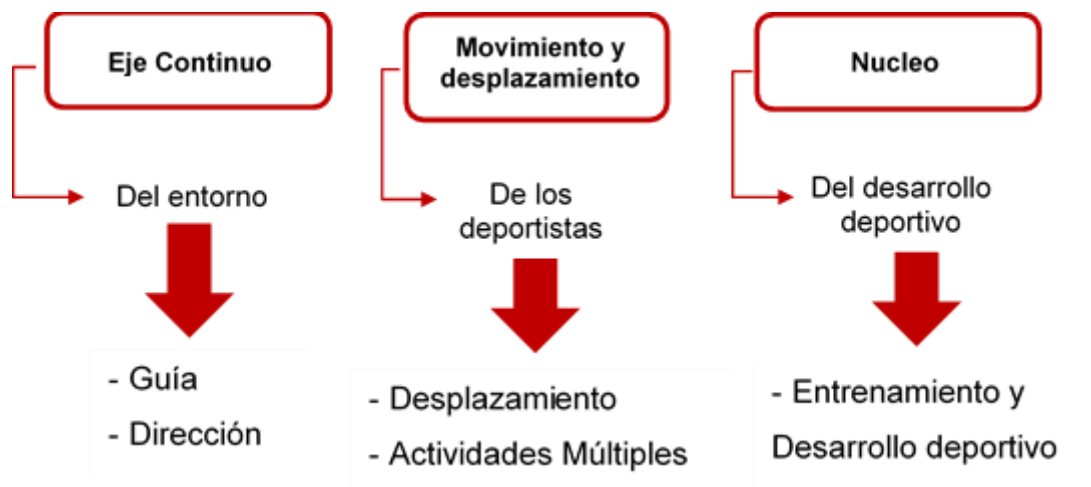 Eje Continuo
Del entorno
- Guía
- Dirección
Movimiento y
desplazamiento
De los
deportistas
- Desplazamiento
- Actividades Múltiples
Nucleo
Del desarrollo
deportivo
- Entrenamiento y
Desarrollo deportivo